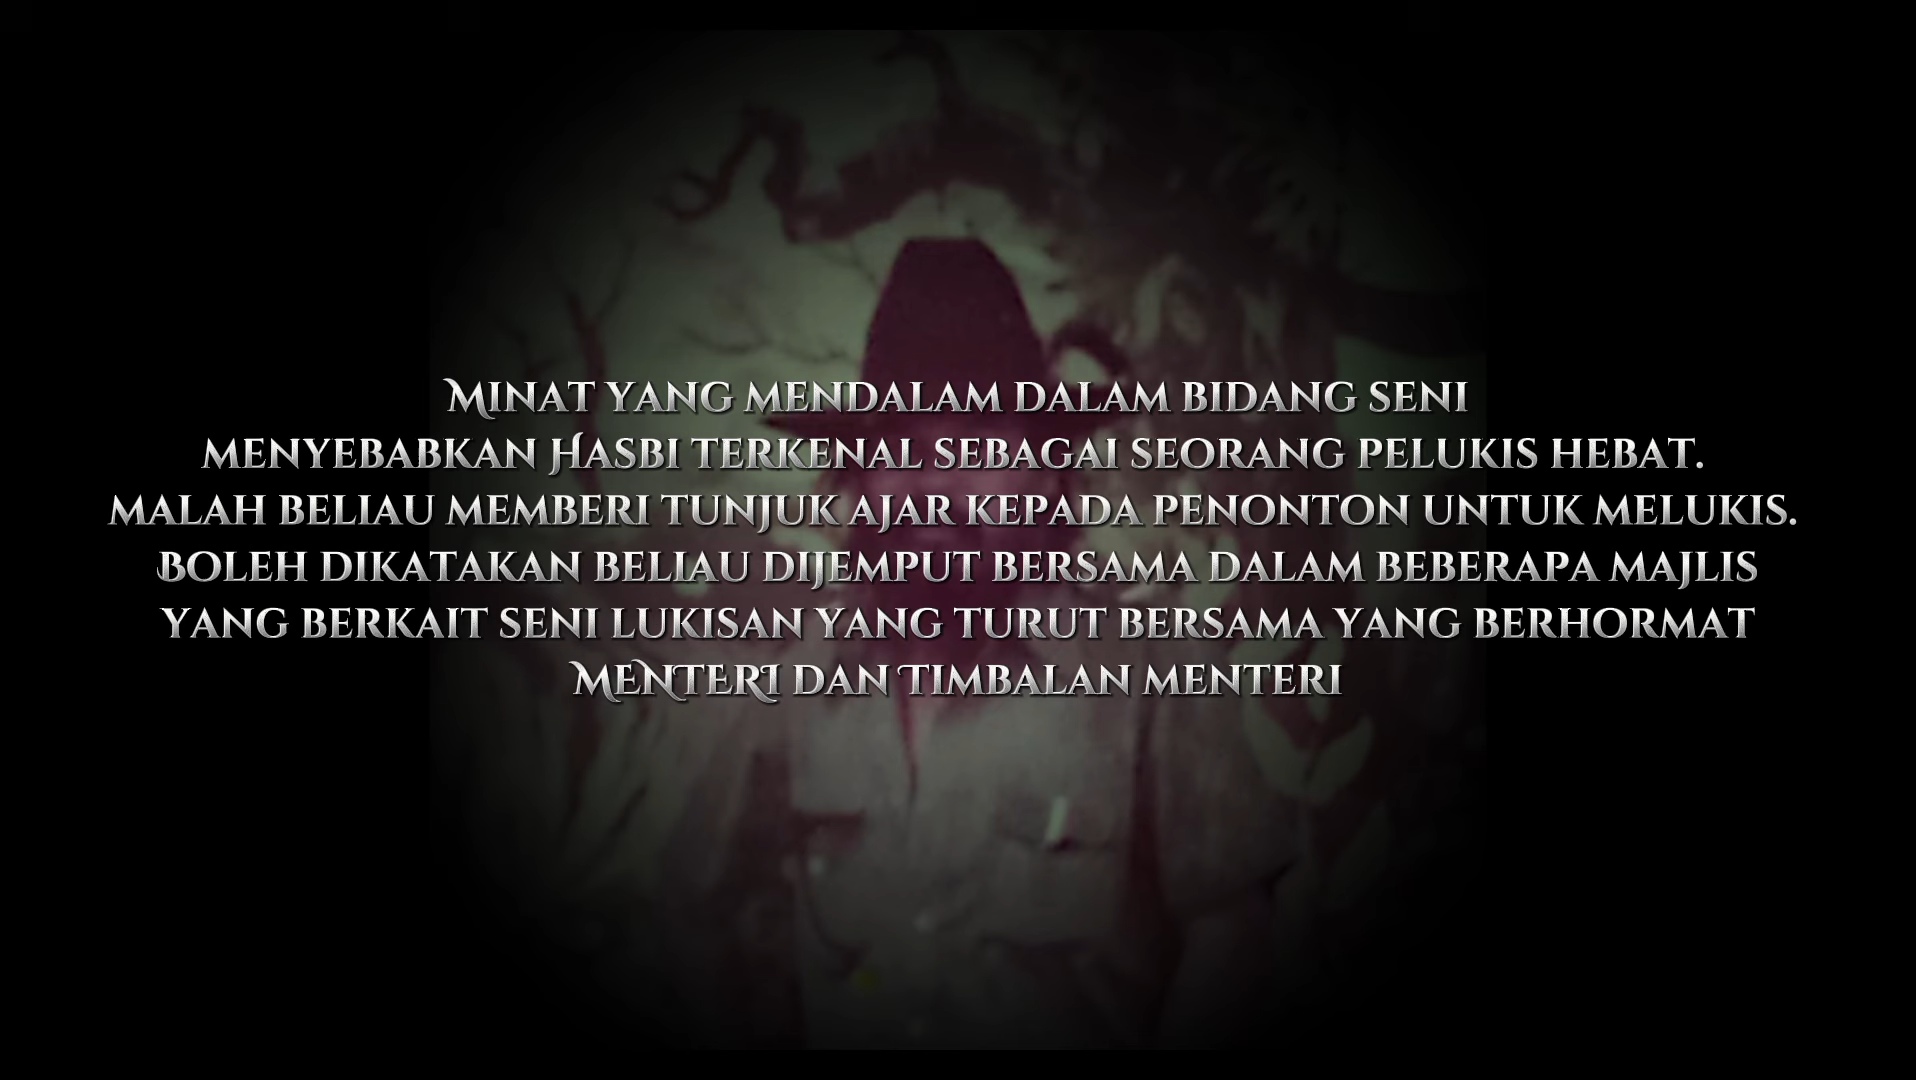 Minat yang mendalam dalam bidang seni
menyebabkan Hasbi terkenal sebagai seorang pelukis hebat.
malah beliau memberi tunjuk ajar kepada penonton untuk melukis.
Boleh dikatakan beliau dijemput bersama dalam beberapa majlis
yang berkait seni lukisan yang turut bersama yang berhormat
MENTERI dan Timbalan menteri